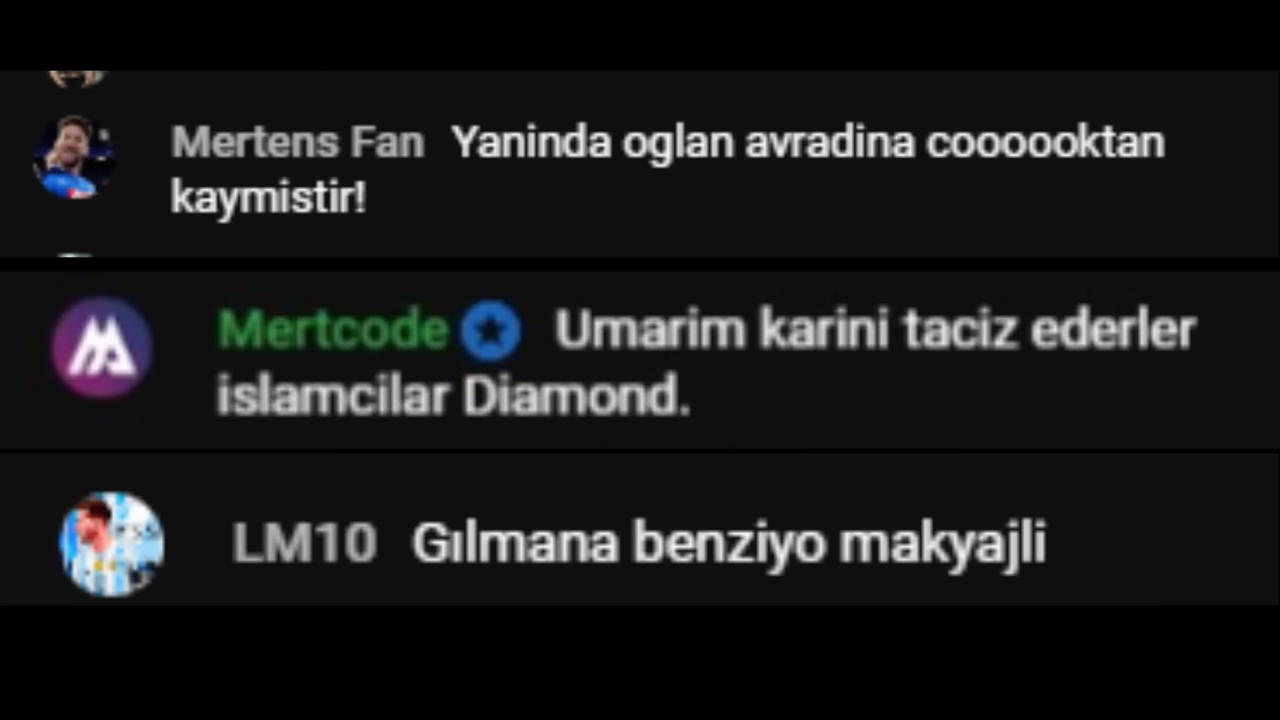 Mertens Fan Yaninda oglan avradina coooooktan
kaymistir!
Mertcode Umarim karini taciz ederler
islamcilar Diamond.
LM10 Gılmana benziyo makyajli